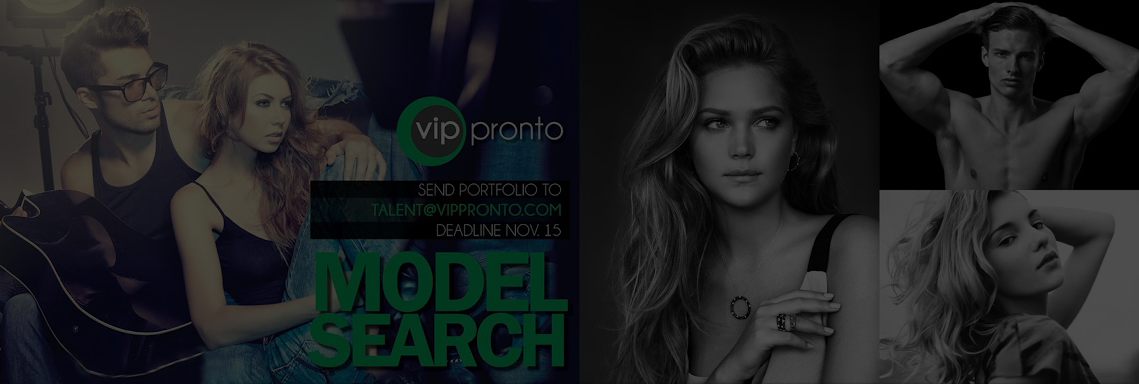 vip pronto
SEND PORTFOLIO TO
TALENT@VIPPRONTO.COM
DEADLINE NOV. 15
MODEL
SEARCH